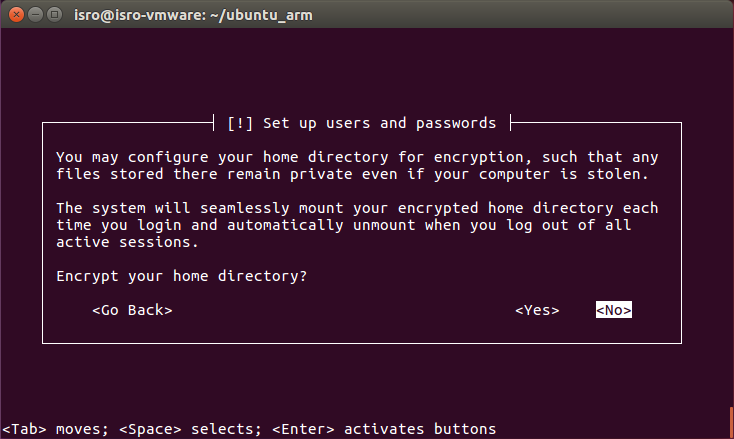 isro@isro-vmware: ~/ubuntu_arm
[!] Set up users and passwords
You may configure your home directory for encryption, such that any
files stored there remain private even if your computer is stolen.
The system will seamlessly mount your encrypted home directory each
time you login and automatically unmount when you log out of all
active sessions.
Encrypt your home directory?
<Go Back> <Yes> <No>
<Tab> moves; <Space> selects; <Enter> activates buttons